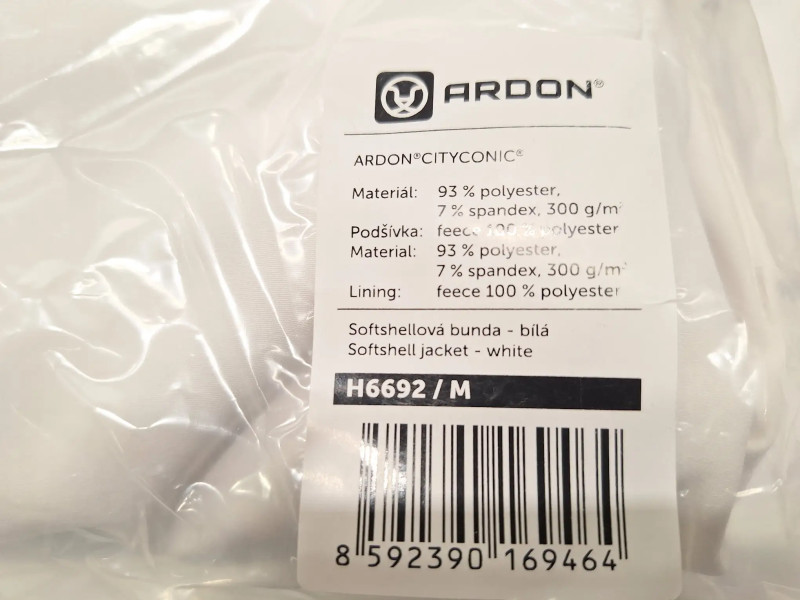 ARDON®
ARDON®CITYCONIC®
Materiál: 93 % polyester,
7 % spandex, 300 g/m²
Podšívka: feece 100 % polyester
Material: 93 % polyester,
7 % spandex, 300 g/m²
Lining: feece 100 % polyester
Softshellová bunda - bílá
Softshell jacket - white
H6692 / M
8 592390 169464